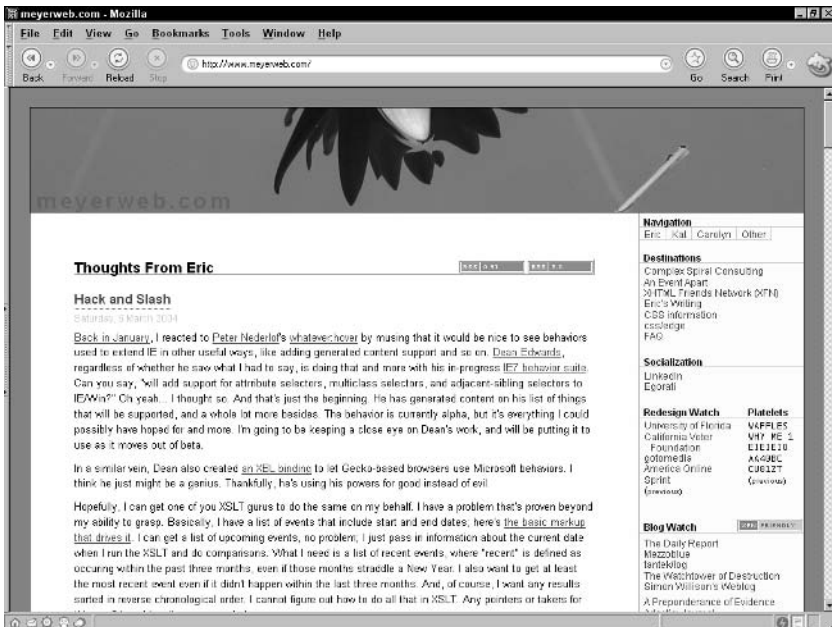 meyerweb.com - Mozilla
File Edit View Go Bookmarks Tools Window Help
http://www.meyerweb.com/
Back Forward Reload Stop Go Search Print
meyerweb.com
Thoughts From Eric
Hack and Slash
Saturday, March 2004
Back in January, I reacted to Peter Nederlof's whatever:hover by musing that it would be nice to see behaviors
used to extend IE in other useful ways, like adding generated content support and so on. Dean Edwards,
regardless of whether he saw what I had to say, is doing that and more with his in-progress IE7 behavior suite.
Can you say, "will add support for attribute selectors, multiclass selectors, and adjacent-sibling selectors to
IE/Win?" Oh yeah... I thought so. And that's just the beginning. He has generated content on his list of things
that will be supported, and a whole lot more besides. The behavior is currently alpha, but it's everything I could
possibly have hoped for and more. I'm going to be keeping a close eye on Dean's work, and will be putting it to
use as it moves out of beta.
In a similar vein, Dean also created an XBL binding to let Gecko-based browsers use Microsoft behaviors. I
think he just might be a genius. Thankfully, he's using his powers for good instead of evil.
Hopefully, I can get one of you XSLT gurus to do the same on my behalf. I have a problem that's proven beyond
my ability to grasp. Basically, I have a list of events that include start and end dates; here's the basic markup
that drives it. I can get a list of upcoming events, no problem; I just pass in information about the current date
when I run the XSLT and do comparisons. What I need is a list of recent events, where "recent" is defined as
occuring within the past three months, even if those months straddle a New Year. I also want to get at least
the most recent event even if it didn't happen within the last three months. And, of course, I want any results
sorted in reverse chronological order. I cannot figure out how to do all that in XSLT. Any pointers or takers for
Navigation
Eric Kat Carolyn Other
Destinations
Complex Spiral Consulting
An Event Apart
XHTML Friends Network (XFN)
Eric's Writing
CSS information
css/edge
FAQ
Socialization
LinkedIn
Egorati
Redesign Watch Platelets
University of Florida WAFFLES
California Voter WHY ME 1
Foundation EIEIEIO
gotomedia AA4UBC
America Online CU81ZT
Sprint (previous)
(previous)
Blog Watch XFN FRIENDLY
The Daily Report
Mezzoblue
tantek/log
The Watchtower of Destruction
Simon Willison's Weblog
A Preponderance of Evidence